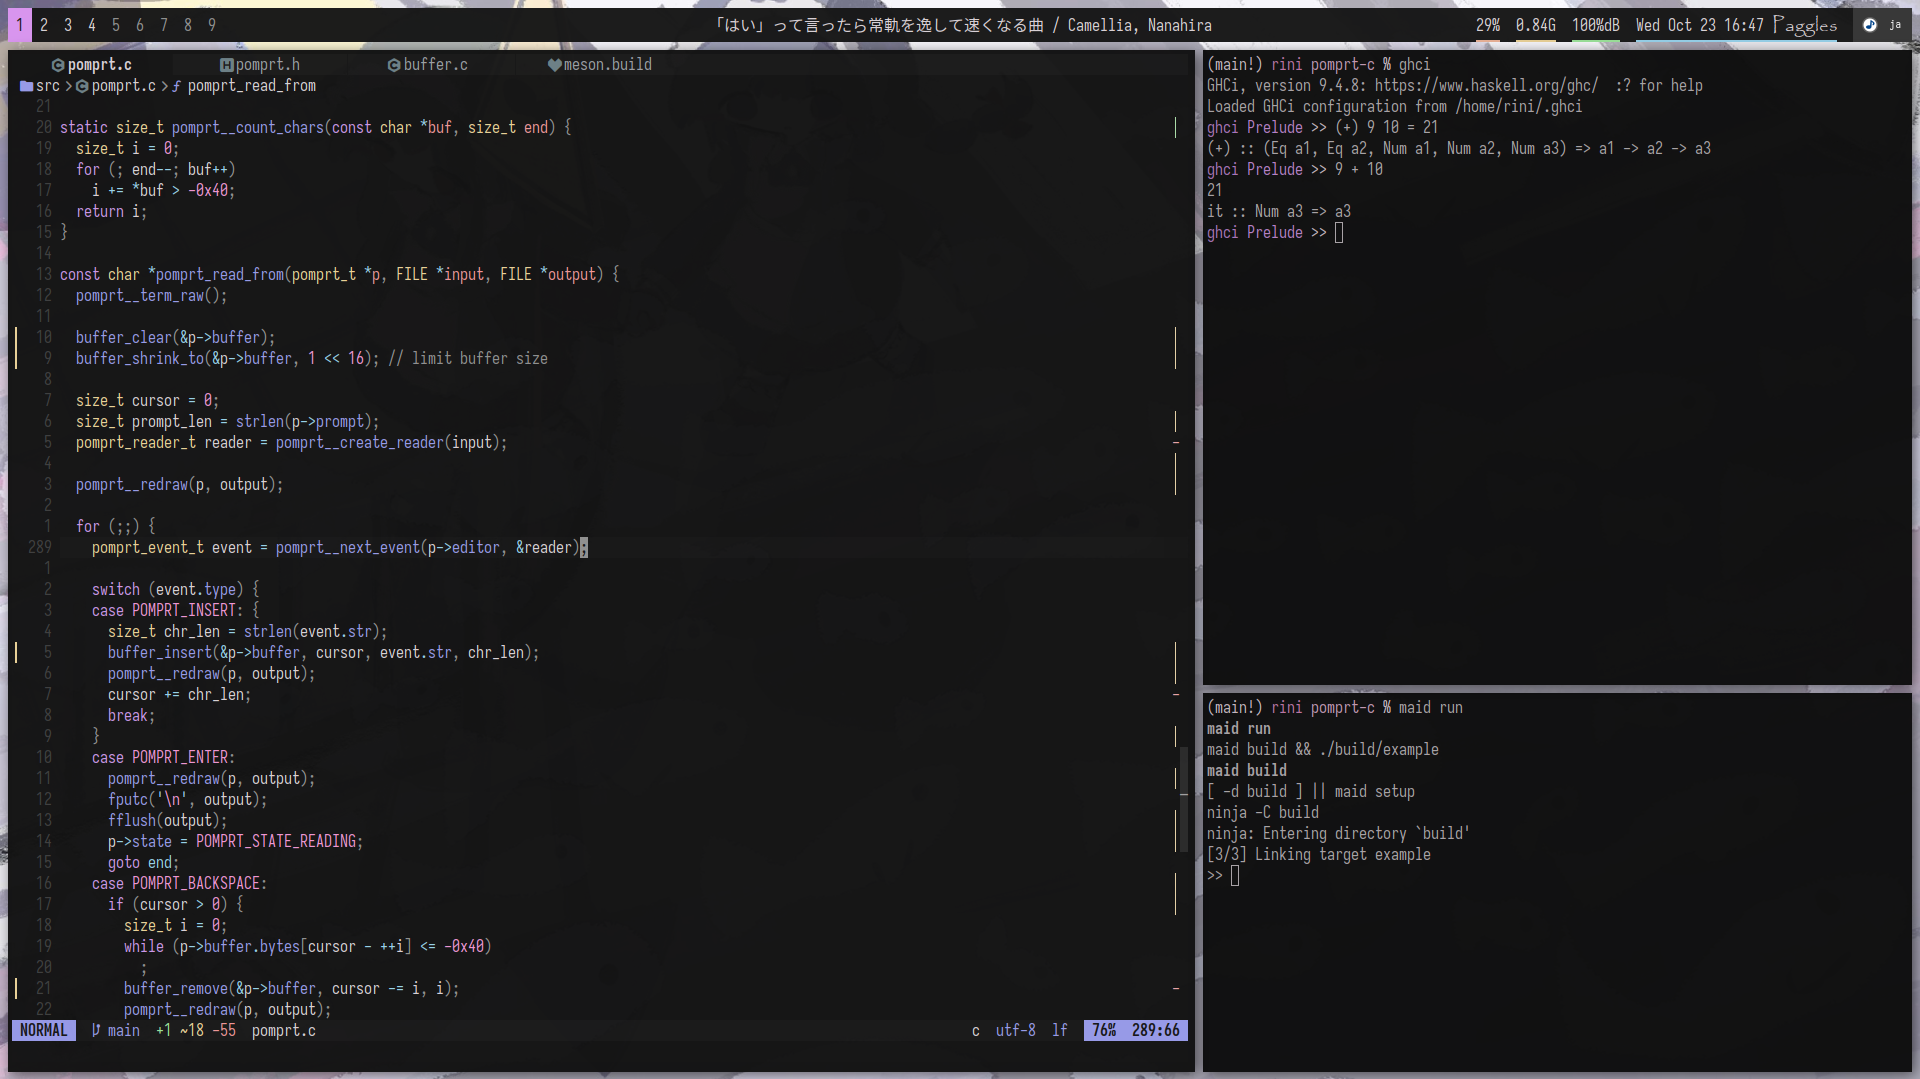 1 2 3 4 5 6 7 8 9
「はい」って言ったら常軌を逸して速くなる曲 / Camellia, Nanahira
29% 0.84G 100%dB Wed Oct 23 16:47 Paggles ja
pomprt.c pomprt.h buffer.c meson.build
src > pomprt.c > ƒ pomprt_read_from
21
20 static size_t pomprt__count_chars(const char *buf, size_t end) {
19   size_t i = 0;
18   for (; end--; buf++)
17     i += *buf > -0x40;
16   return i;
15 }
14
13 const char *pomprt_read_from(pomprt_t *p, FILE *input, FILE *output) {
12   pomprt__term_raw();
11
10   buffer_clear(&p->buffer);
9   buffer_shrink_to(&p->buffer, 1 << 16); // limit buffer size
8
7   size_t cursor = 0;
6   size_t prompt_len = strlen(p->prompt);
5   pomprt_reader_t reader = pomprt__create_reader(input);
4
3   pomprt__redraw(p, output);
2
1   for (;;) {
289     pomprt_event_t event = pomprt__next_event(p->editor, &reader);
1
2     switch (event.type) {
3     case POMPRT_INSERT: {
4       size_t chr_len = strlen(event.str);
5       buffer_insert(&p->buffer, cursor, event.str, chr_len);
6       pomprt__redraw(p, output);
7       cursor += chr_len;
8       break;
9     }
10     case POMPRT_ENTER:
11       pomprt__redraw(p, output);
12       fputc('\n', output);
13       fflush(output);
14       p->state = POMPRT_STATE_READING;
15       goto end;
16     case POMPRT_BACKSPACE:
17       if (cursor > 0) {
18         size_t i = 0;
19         while (p->buffer.bytes[cursor - ++i] <= -0x40)
20           ;
21         buffer_remove(&p->buffer, cursor -= i, i);
22         pomprt__redraw(p, output);
NORMAL main +1 ~18 -55 pomprt.c c utf-8 lf 76% 289:66
(main!) rini pomprt-c % ghci
GHCi, version 9.4.8: https://www.haskell.org/ghc/  :? for help
Loaded GHCi configuration from /home/rini/.ghci
ghci Prelude >> (+) 9 10 = 21
(+) :: (Eq a1, Eq a2, Num a1, Num a2, Num a3) => a1 -> a2 -> a3
ghci Prelude >> 9 + 10
21
it :: Num a3 => a3
ghci Prelude >>
(main!) rini pomprt-c % maid run
maid run
maid build && ./build/example
maid build
[ -d build ] || maid setup
ninja -C build
ninja: Entering directory `build'
[3/3] Linking target example
>>